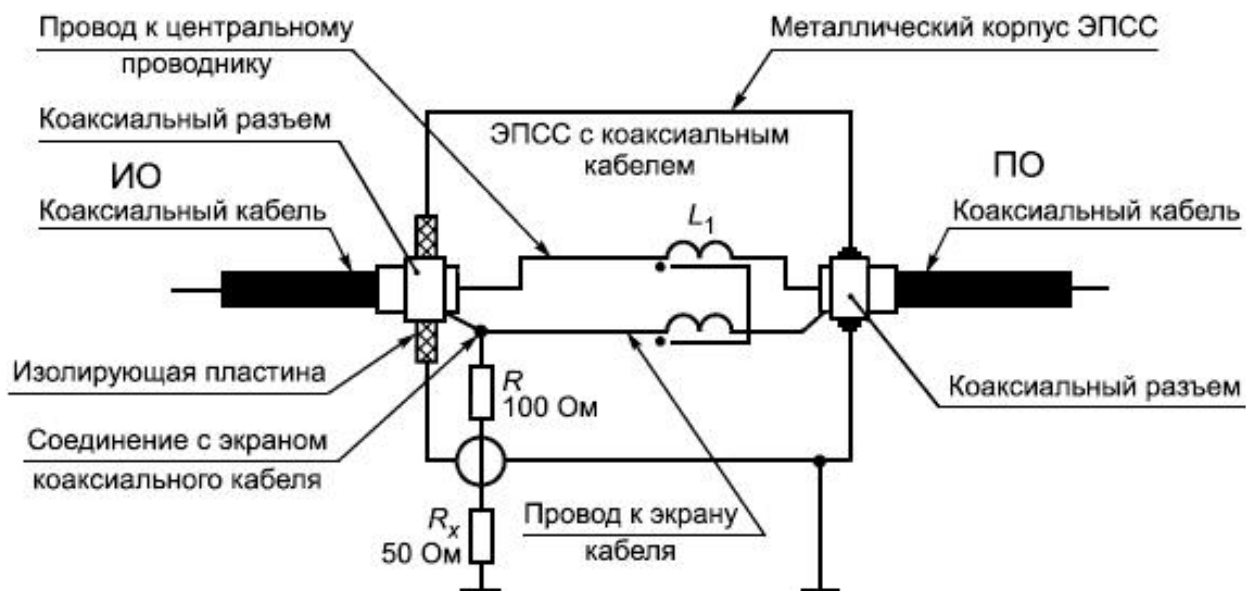 Провод к центральному
проводнику
Металлический корпус ЭПСС
Коаксиальный разъем
ЭПСС с коаксиальным
кабелем
ИО
ПО
Коаксиальный кабель
Коаксиальный кабель
L1
Изолирующая пластина
R
100 Ом
Коаксиальный разъем
Соединение с экраном
коаксиального кабеля
Провод к экрану
кабеля
Rx
50 Ом